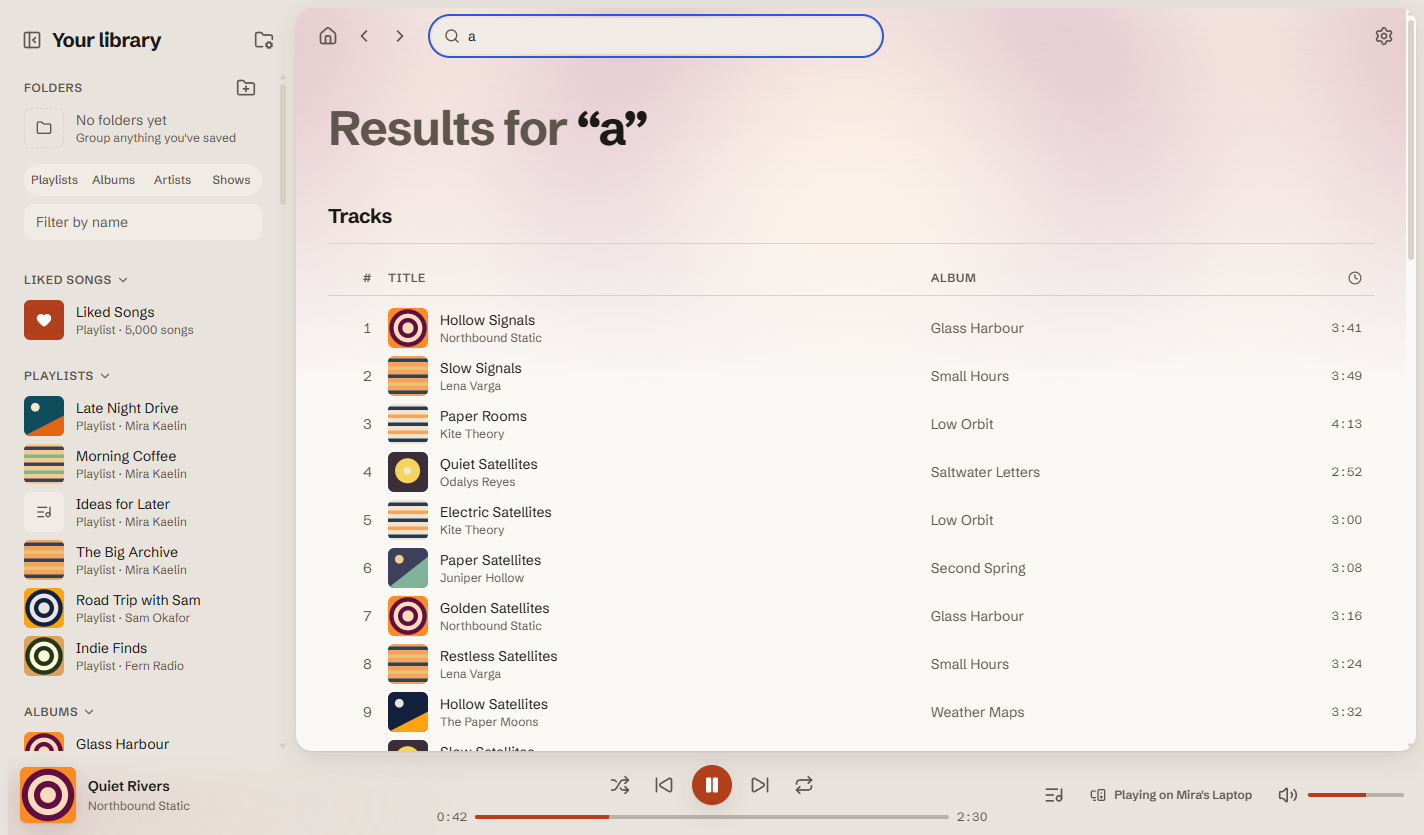 Your library
FOLDERS
No folders yet
Group anything you've saved
Playlists Albums Artists Shows
Filter by name
LIKED SONGS
Liked Songs
Playlist · 5,000 songs
PLAYLISTS
Late Night Drive
Playlist · Mira Kaelin
Morning Coffee
Playlist · Mira Kaelin
Ideas for Later
Playlist · Mira Kaelin
The Big Archive
Playlist · Mira Kaelin
Road Trip with Sam
Playlist · Sam Okafor
Indie Finds
Playlist · Fern Radio
ALBUMS
Glass Harbour
a
Results for “a”
Tracks
# TITLE ALBUM
1 Hollow Signals Glass Harbour 3:41
Northbound Static
2 Slow Signals Small Hours 3:49
Lena Varga
3 Paper Rooms Low Orbit 4:13
Kite Theory
4 Quiet Satellites Saltwater Letters 2:52
Odalys Reyes
5 Electric Satellites Low Orbit 3:00
Kite Theory
6 Paper Satellites Second Spring 3:08
Juniper Hollow
7 Golden Satellites Glass Harbour 3:16
Northbound Static
8 Restless Satellites Small Hours 3:24
Lena Varga
9 Hollow Satellites Weather Maps 3:32
The Paper Moons
Slow Satellites
Quiet Rivers
Northbound Static
0:42 2:30
Playing on Mira's Laptop